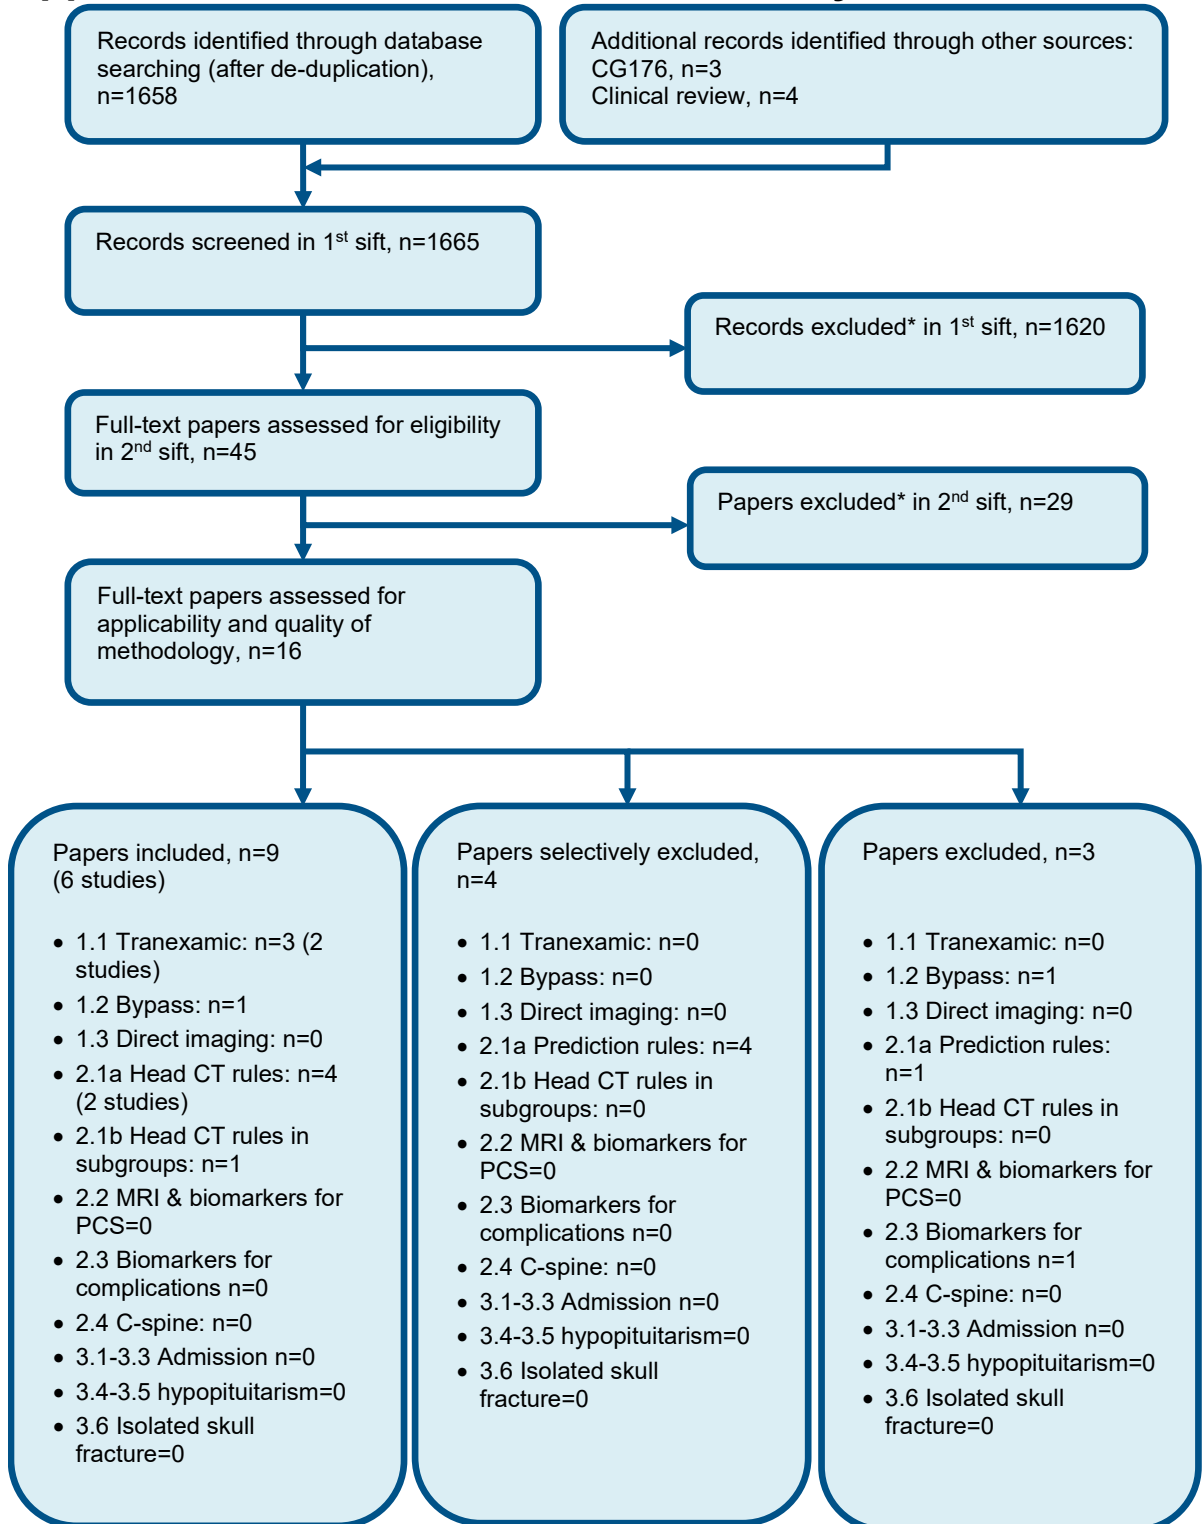 Records identified through database
searching (after de-duplication),
n=1658
Additional records identified through other sources:
CG176, n=3
Clinical review, n=4
Records screened in 1st sift, n=1665
Records excluded* in 1st sift, n=1620
Full-text papers assessed for eligibility
in 2nd sift, n=45
Papers excluded* in 2nd sift, n=29
Full-text papers assessed for
applicability and quality of
methodology, n=16
Papers included, n=9
(6 studies)
• 1.1 Tranexamic: n=3 (2
studies)
• 1.2 Bypass: n=1
• 1.3 Direct imaging: n=0
• 2.1a Head CT rules: n=4
(2 studies)
• 2.1b Head CT rules in
subgroups: n=1
• 2.2 MRI & biomarkers for
PCS=0
• 2.3 Biomarkers for
complications n=0
• 2.4 C-spine: n=0
• 3.1-3.3 Admission n=0
• 3.4-3.5 hypopituitarism=0
• 3.6 Isolated skull
fracture=0
Papers selectively excluded,
n=4
• 1.1 Tranexamic: n=0
• 1.2 Bypass: n=0
• 1.3 Direct imaging: n=0
• 2.1a Prediction rules: n=4
• 2.1b Head CT rules in
subgroups: n=0
• 2.2 MRI & biomarkers for
PCS=0
• 2.3 Biomarkers for
complications n=0
• 2.4 C-spine: n=0
• 3.1-3.3 Admission n=0
• 3.4-3.5 hypopituitarism=0
• 3.6 Isolated skull
fracture=0
Papers excluded, n=3
• 1.1 Tranexamic: n=0
• 1.2 Bypass: n=1
• 1.3 Direct imaging: n=0
• 2.1a Prediction rules:
n=1
• 2.1b Head CT rules in
subgroups: n=0
• 2.2 MRI & biomarkers for
PCS=0
• 2.3 Biomarkers for
complications n=1
• 2.4 C-spine: n=0
• 3.1-3.3 Admission n=0
• 3.4-3.5 hypopituitarism=0
• 3.6 Isolated skull
fracture=0